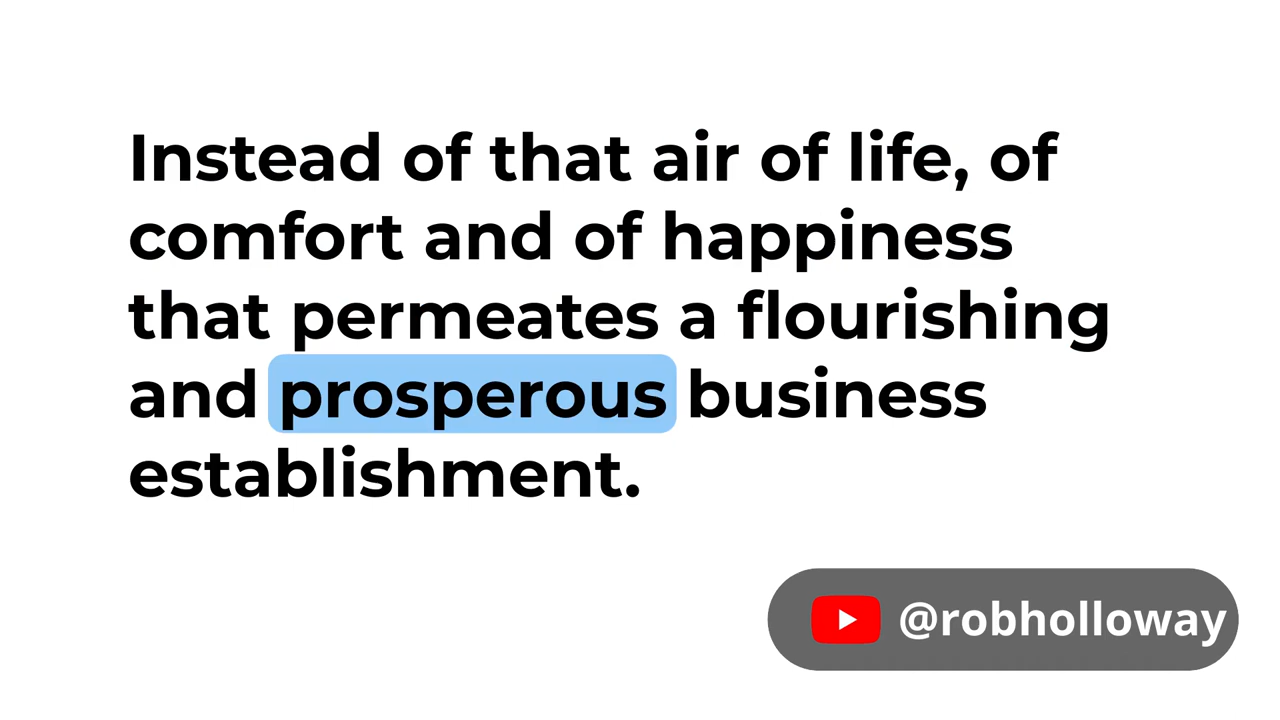 Instead of that air of life, of
comfort and of happiness
that permeates a flourishing
and prosperous business
establishment.
@robholloway